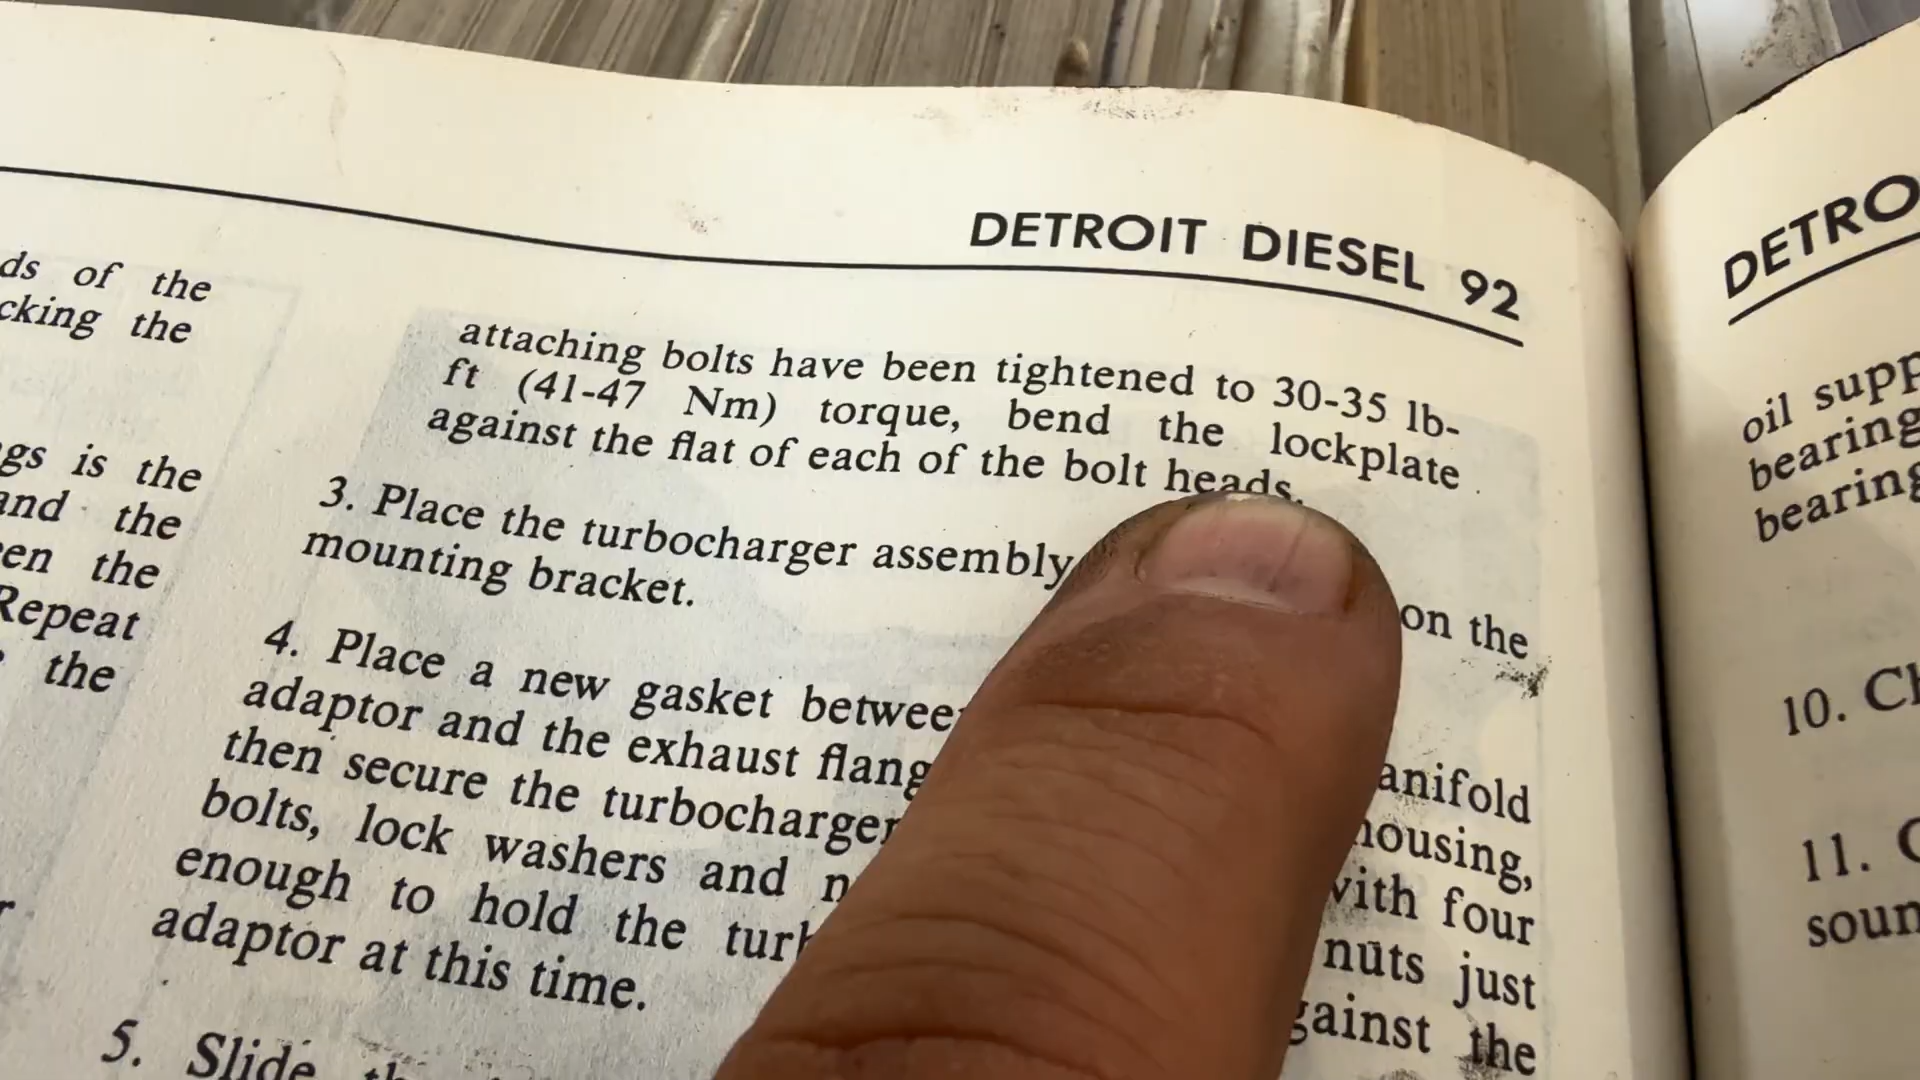 DETROIT DIESEL 92
ds of the
cking the
gs is the
and the
en the
Repeat
the
r
attaching bolts have been tightened to 30-35 lb-
ft (41-47 Nm) torque, bend the lockplate
against the flat of each of the bolt heads.
3. Place the turbocharger assembly on the
mounting bracket.
4. Place a new gasket between anifold
adaptor and the exhaust flang housing,
then secure the turbocharger with four
bolts, lock washers and n nuts just
enough to hold the turb gainst the
adaptor at this time.
5. Slide th
DETRO
oil supp
bearing
bearing
10. Ch
11. C
soun